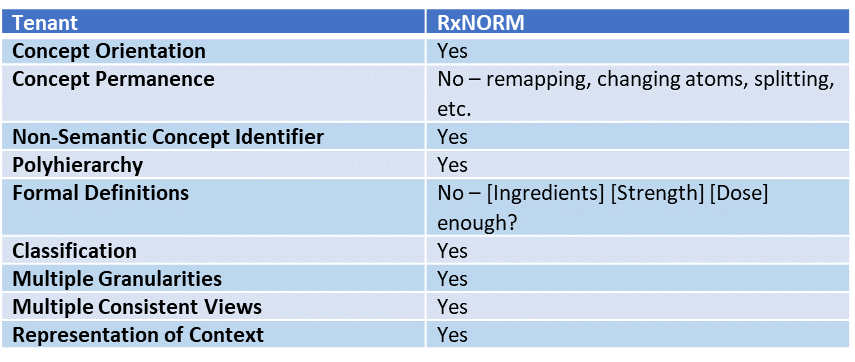 Tenant RxNORM
Concept Orientation Yes
Concept Permanence No – remapping, changing atoms, splitting,
etc.
Non-Semantic Concept Identifier Yes
Polyhierarchy Yes
Formal Definitions No – [Ingredients] [Strength] [Dose]
enough?
Classification Yes
Multiple Granularities Yes
Multiple Consistent Views Yes
Representation of Context Yes